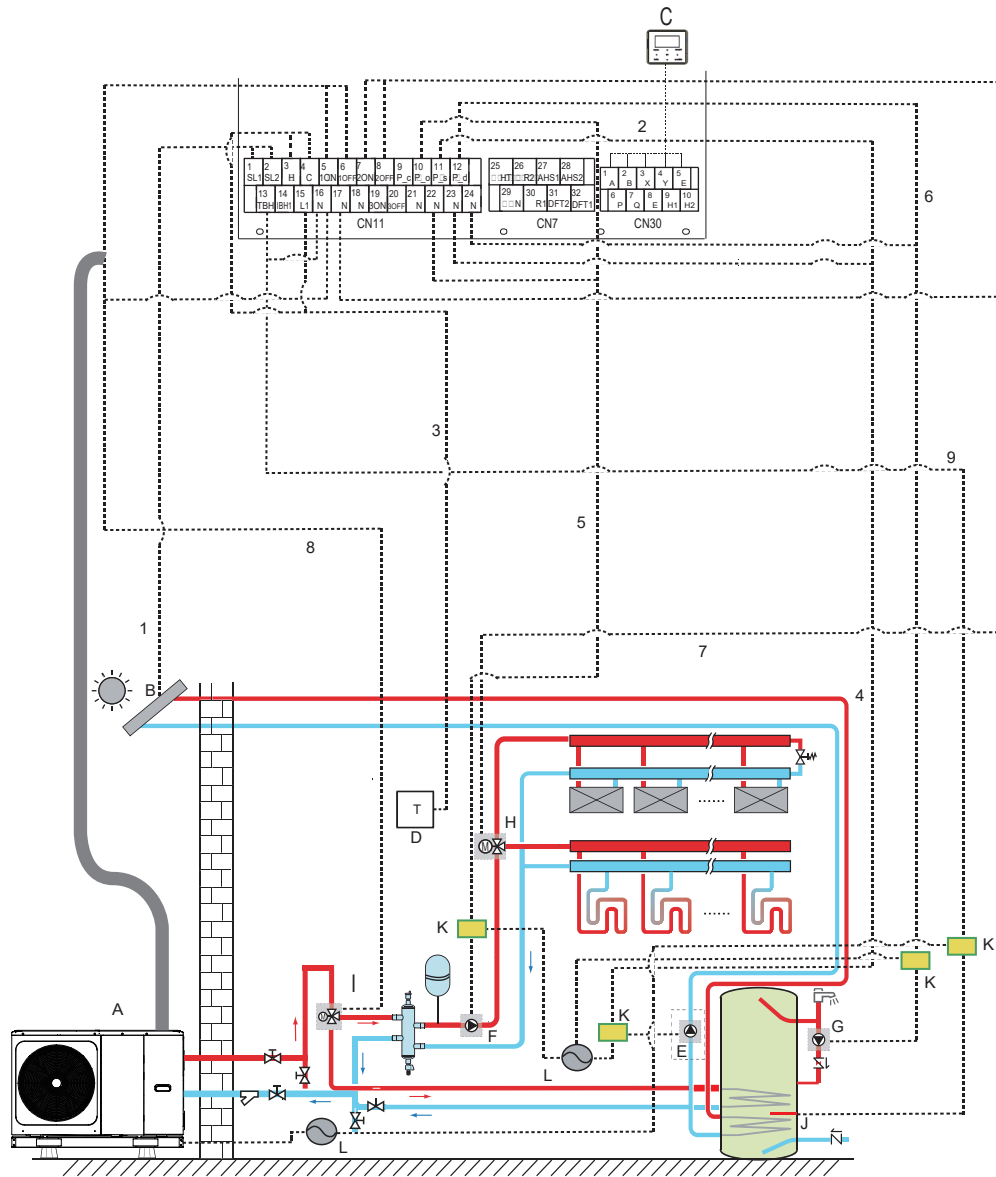 C
2
6
1 2 3 4 5 6 7 8 9 10 11 12
SL1 SL2 H C 1ON 1OFF 2ON 2OFF P_c P_o P_s P_d
13 14 15 16 17 18 19 20 21 22 23 24
TBH IBH1 L1 N N N 3ON 3OFF N N N N
CN11
25 26 27 28
□□HT □□R2 AHS1 AHS2
29 30 31 32
□□N R1 DFT2 DFT1
CN7
1 2 3 4 5
A B X Y E
6 7 8 9 10
P Q E H1 H2
CN30
3
9
5
8
1
7
B
4
T
D
H
M
K
K
I
A
M
K
K
F
G
E
L
J
L